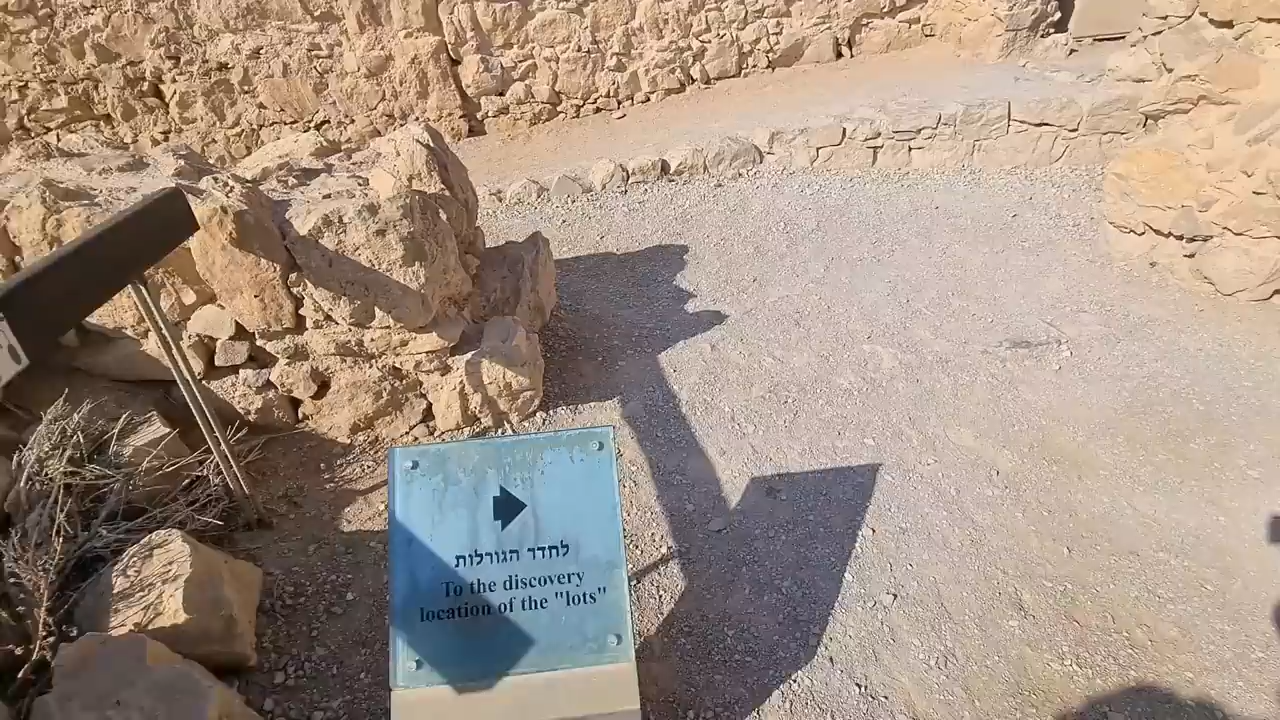 לחדר הגורלות
To the discovery
location of the "lots"